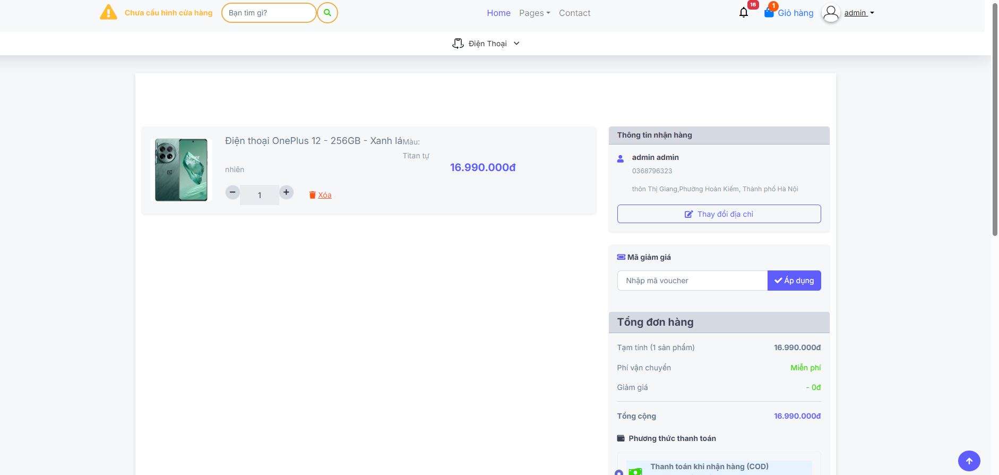 Chưa cấu hình cửa hàng
Bạn tìm gì?
Home
Pages
Contact
16
1
Giỏ hàng
admin
Điện Thoại
Điện thoại OnePlus 12 - 256GB - Xanh lá
Màu:
Titan tự
nhiên
16.990.000đ
Never
Settle
1
Xóa
Thông tin nhận hàng
admin admin
0368796323
thôn Thị Giang,Phường Hoàn Kiếm, Thành phố Hà Nội
Thay đổi địa chỉ
Mã giảm giá
Nhập mã voucher
Áp dụng
Tổng đơn hàng
Tạm tính (1 sản phẩm) 16.990.000đ
Phí vận chuyển Miễn phí
Giảm giá - 0đ
Tổng cộng 16.990.000đ
Phương thức thanh toán
Thanh toán khi nhận hàng (COD)